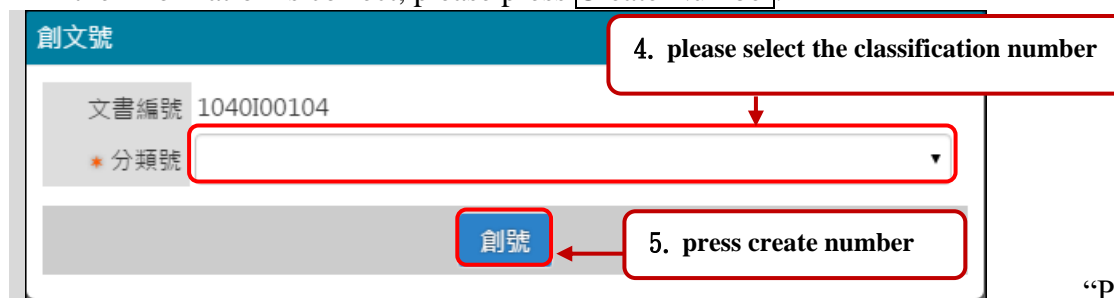 創文號
4. please select the classification number
文書編號 1040I00104
* 分類號
創號
5. press create number
“P